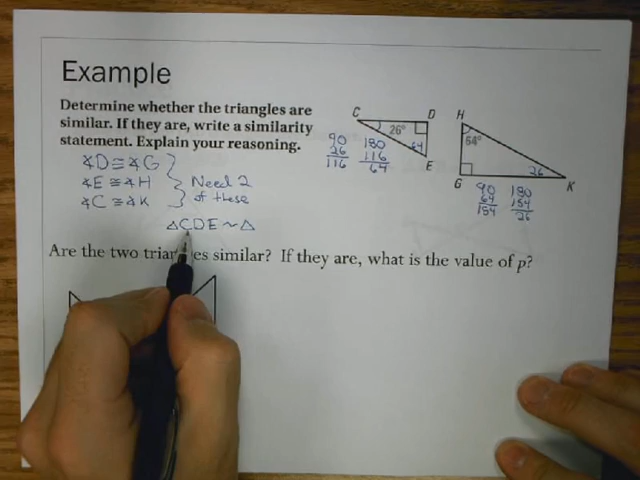 Example
Determine whether the triangles are
similar. If they are, write a similarity
statement. Explain your reasoning.
∡D≅∡G
∡E≅∡H
∡C≅∡K
Need 2
of these
△CDE~△
C
D
E
26°
64
90
26
116
180
116
64
H
G
K
64°
26
90
64
154
180
154
26
Are the two triangles similar? If they are, what is the value of p?